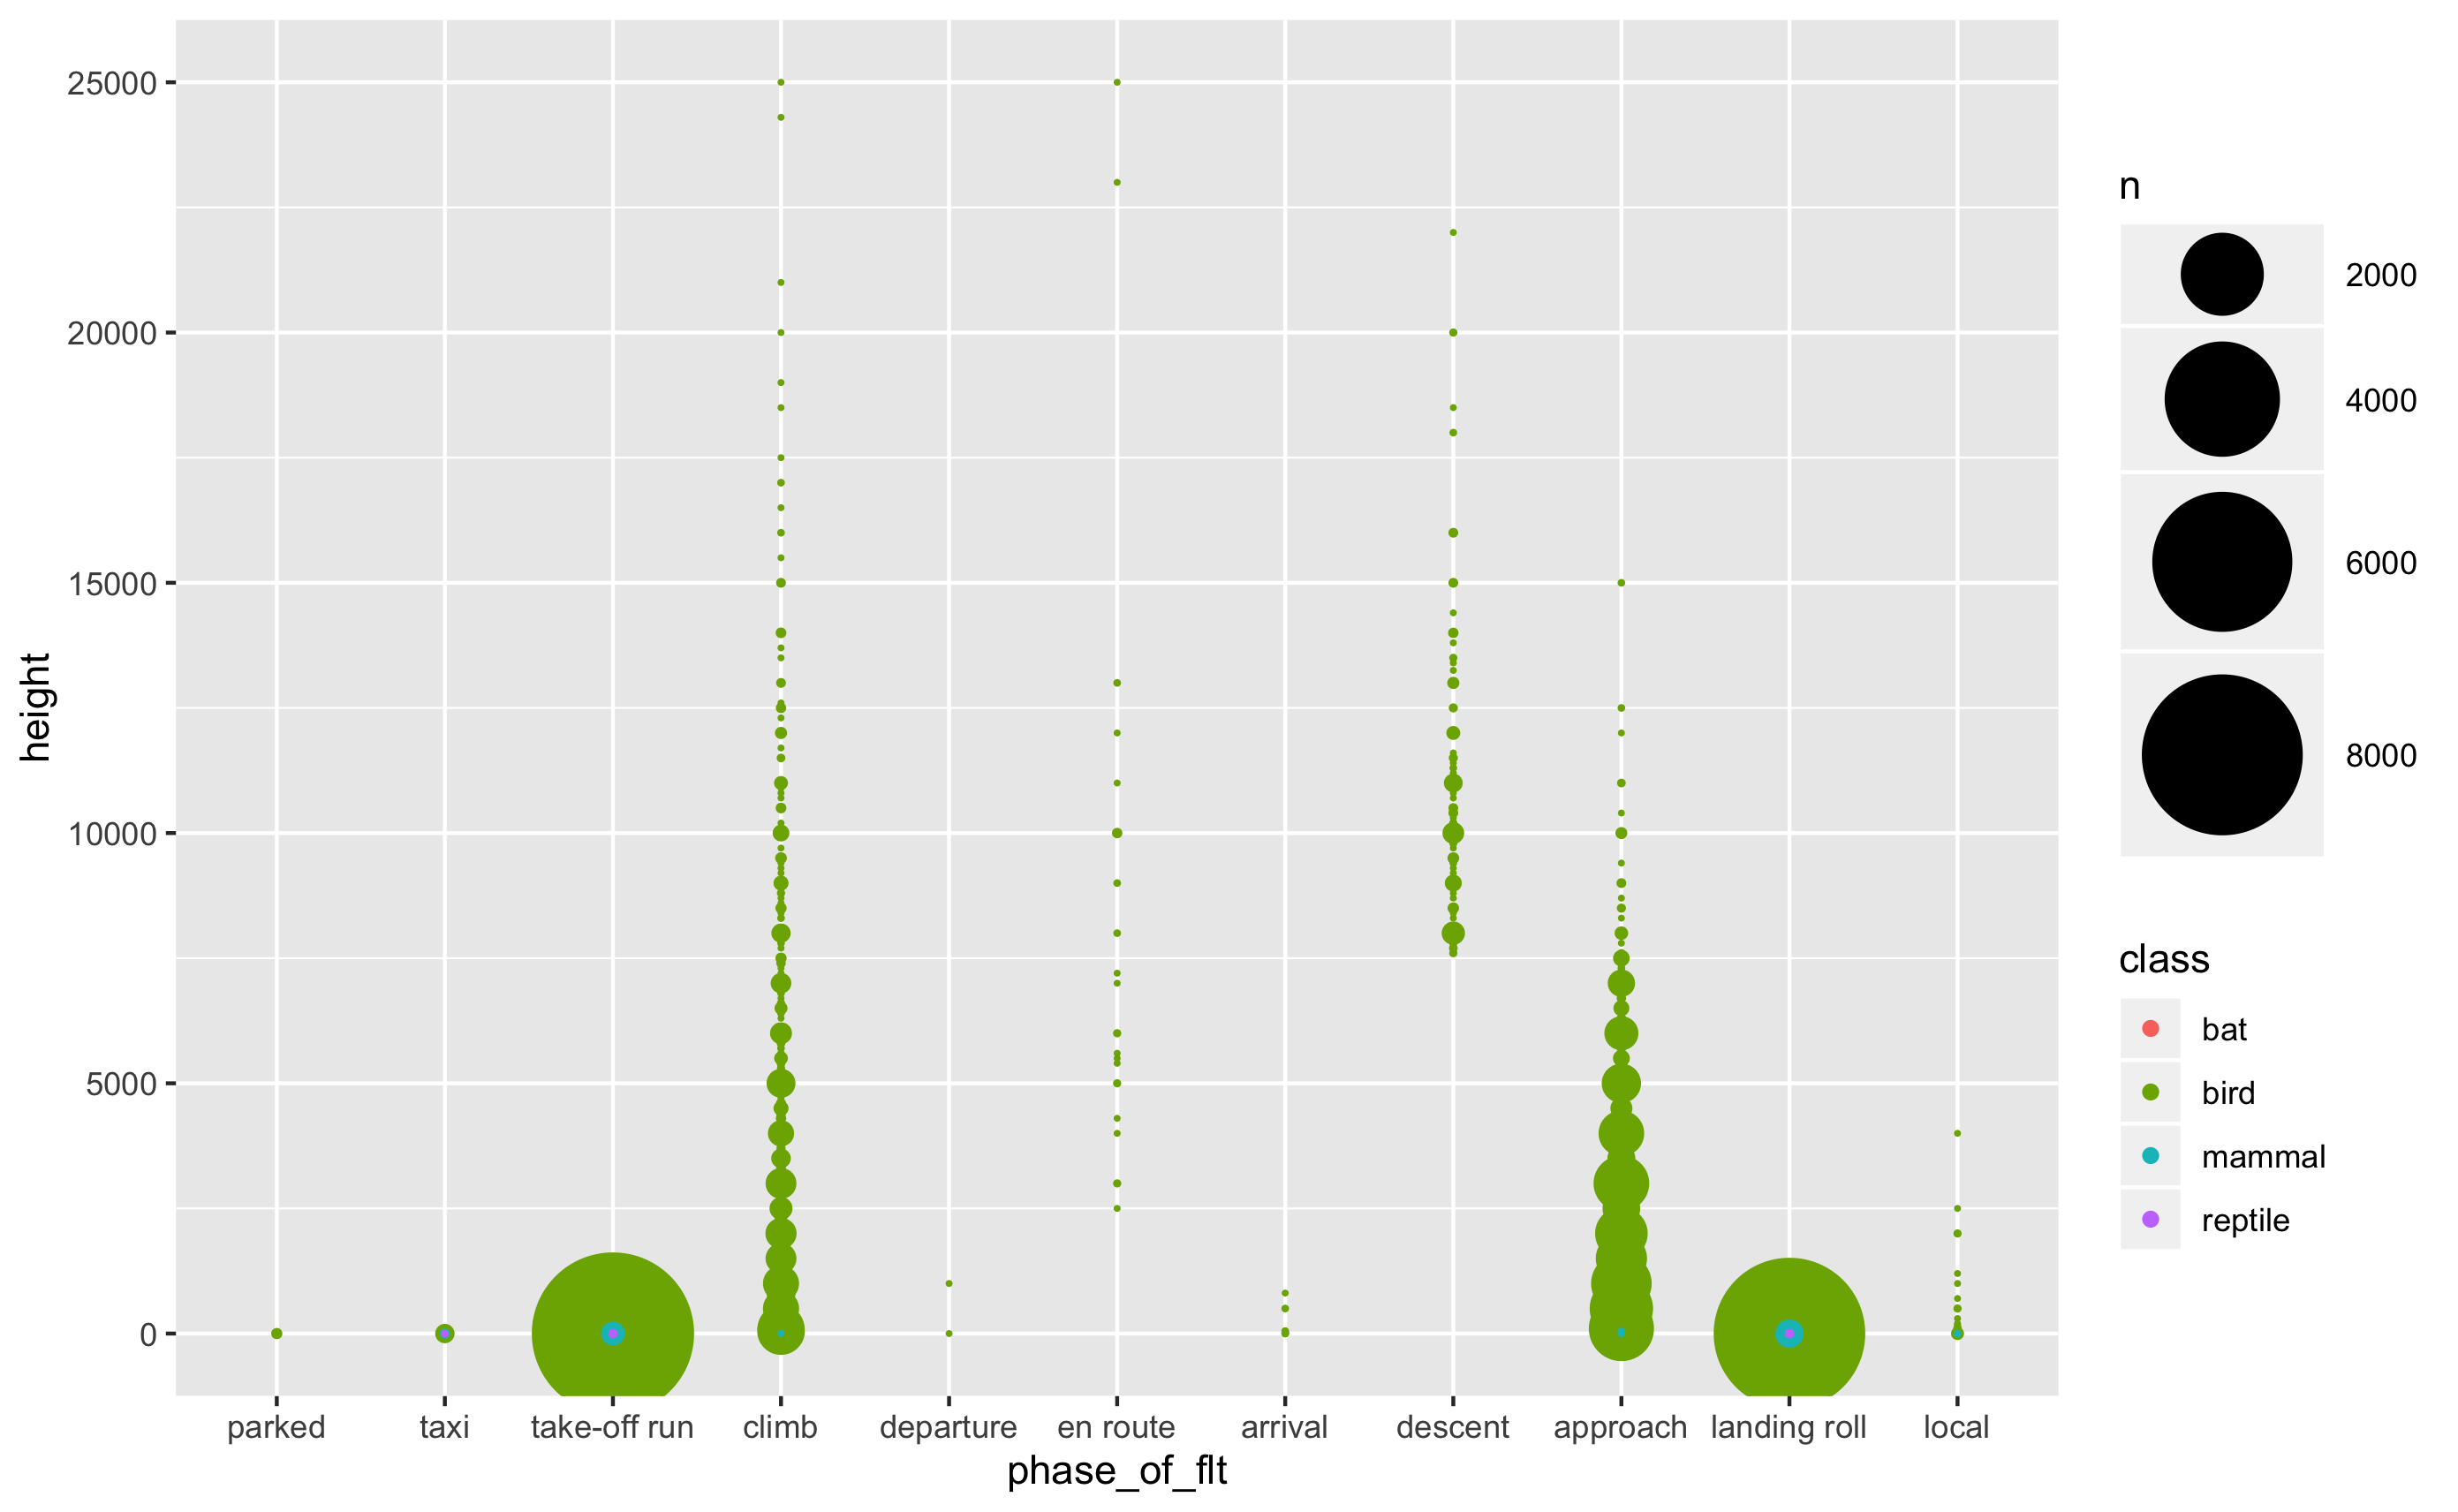 25000
20000
15000
10000
5000
0
height
parked taxi take-off run climb departure en route arrival descent approach landing roll local
phase_of_flt
n
2000
4000
6000
8000
class
bat
bird
mammal
reptile